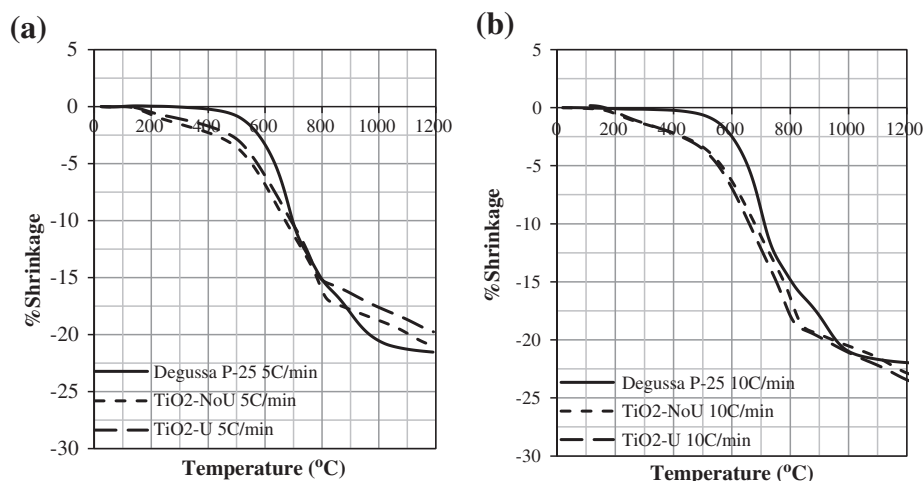 (a)
5
0
-5
-10
-15
-20
-25
-30
0 200 400 600 800 1000 1200
%Shrinkage
Degussa P-25 5C/min
TiO2-NoU 5C/min
TiO2-U 5C/min
Temperature (°C)
(b)
5
0
-5
-10
-15
-20
-25
-30
0 200 400 600 800 1000 1200
%Shrinkage
Degussa P-25 10C/min
TiO2-NoU 10C/min
TiO2-U 10C/min
Temperature (°C)